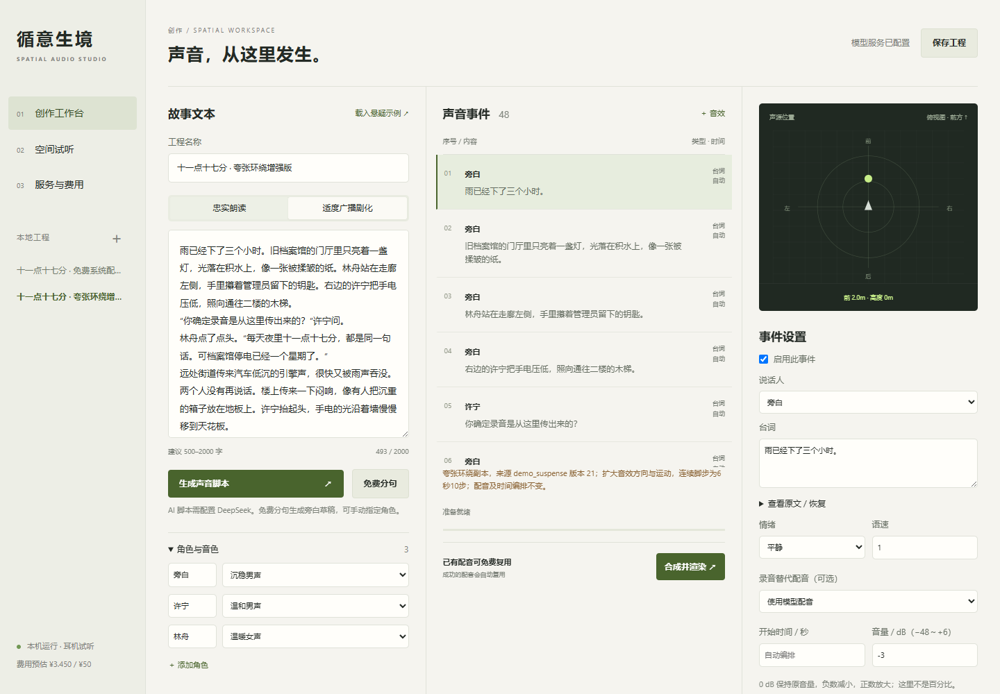 循意生境
SPATIAL AUDIO STUDIO
01 创作工作台
02 空间试听
03 服务与费用
本地工程 +
十一点十七分 · 免费系统配...
十一点十七分 · 夸张环绕增...
本机运行 · 耳机试听
费用预估 ¥3.450 / ¥50
创作 / SPATIAL WORKSPACE
声音，从这里发生。
模型服务已配置
保存工程
故事文本
载入悬疑示例 ↗
工程名称
十一点十七分 · 夸张环绕增强版
忠实朗读
适度广播剧化
雨已经下了三个小时。旧档案馆的门厅里只亮着一盏
灯，光落在积水上，像一张被揉皱的纸。林舟站在走廊
左侧，手里攥着管理员留下的钥匙。右边的许宁把手电
压低，照向通往二楼的木梯。
“你确定录音是从这里传出来的？”许宁问。
林舟点了点头。“每天夜里十一点十七分，都是同一句
话。可档案馆停电已经一个星期了。”
远处街道传来汽车低沉的引擎声，很快又被雨声吞没。
两个人没有再说话。楼上传来一下闷响，像有人把沉重
的箱子放在地板上。许宁抬起头，手电的光沿着墙慢慢
移到天花板。
建议 500–2000 字
493 / 2000
生成声音脚本 ↗
免费分句
AI 脚本需配置 DeepSeek。免费分句生成旁白草稿，可手动指定角色。
▼ 角色与音色 3
旁白 沉稳男声
许宁 温和男声
林舟 温暖女声
+ 添加角色
声音事件 48
+ 音效
序号 / 内容
类型 · 时间
01 旁白
台词
自动
雨已经下了三个小时。
02 旁白
台词
自动
旧档案馆的门厅里只亮着一盏灯，光落在积水上，像一张被
揉皱的纸。
03 旁白
台词
自动
林舟站在走廊左侧，手里攥着管理员留下的钥匙。
04 旁白
台词
自动
右边的许宁把手电压低，照向通往二楼的木梯。
05 许宁
台词
自动
你确定录音是从这里传出来的？
06 旁白
台词
夸张环绕副本，来源 demo_suspense 版本 21；扩大音效方向与运动，连续脚步为6
秒10步；配音及时间编排不变。
准备就绪
已有配音可免费复用
成功的配音会自动复用
合成并渲染 ↗
声源位置
俯视图 · 前方 ↑
前
左
右
后
前 2.0m · 高度 0m
事件设置
启用此事件
说话人
旁白
台词
雨已经下了三个小时。
▶ 查看原文 / 恢复
情绪
语速
平静
1
录音替代配音（可选）
使用模型配音
开始时间 / 秒
音量 / dB（−48 ~ +6）
自动编排
-3
0 dB 保持原音量，负数减小，正数放大；这里不是百分比。